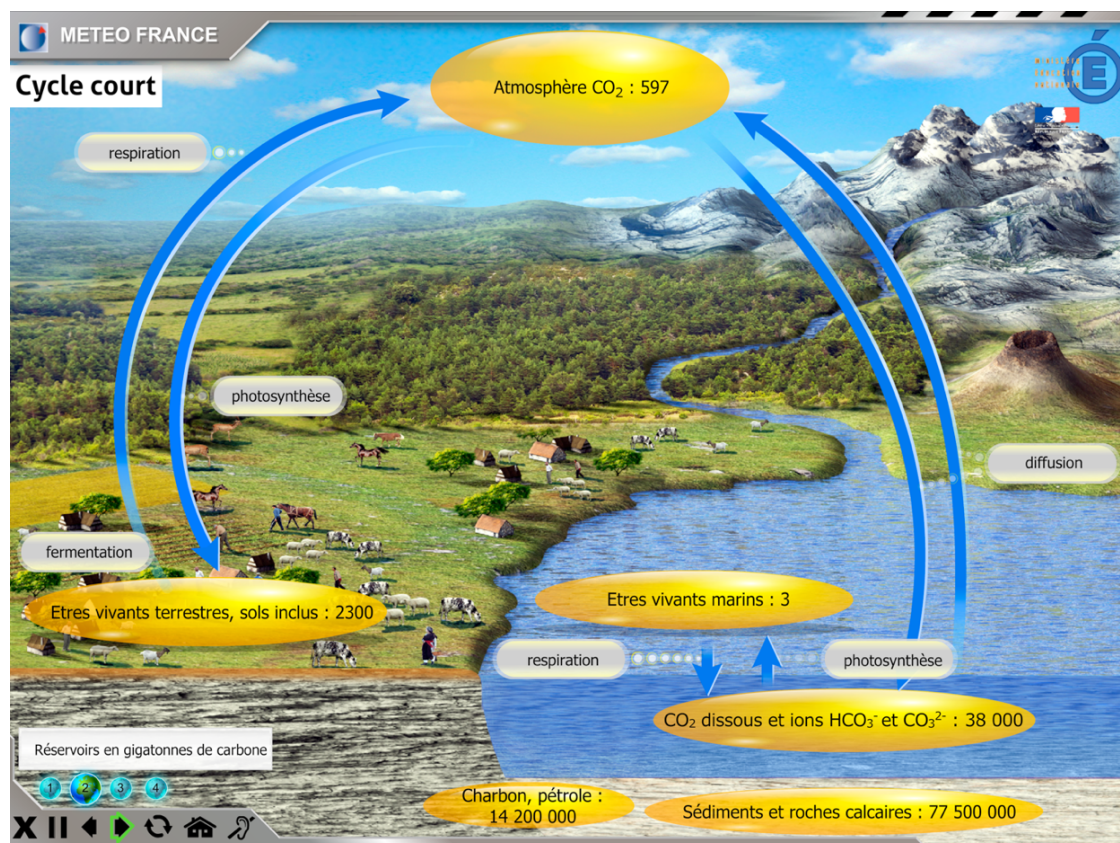 METEO FRANCE
Cycle court
Atmosphère CO₂ : 597
respiration
photosynthèse
diffusion
fermentation
Etres vivants terrestres, sols inclus : 2300
Etres vivants marins : 3
respiration
photosynthèse
CO₂ dissous et ions HCO₃⁻ et CO₃²⁻ : 38 000
Réservoirs en gigatonnes de carbone
1 2 3 4
Charbon, pétrole :
14 200 000
Sédiments et roches calcaires : 77 500 000